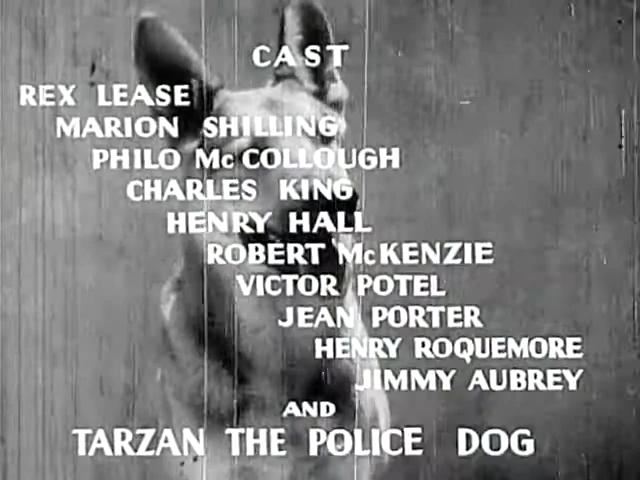 CAST
REX LEASE
MARION SHILLING
PHILO McCOLLOUGH
CHARLES KING
HENRY HALL
ROBERT McKENZIE
VICTOR POTEL
JEAN PORTER
HENRY ROQUEMORE
JIMMY AUBREY
AND
TARZAN THE POLICE DOG